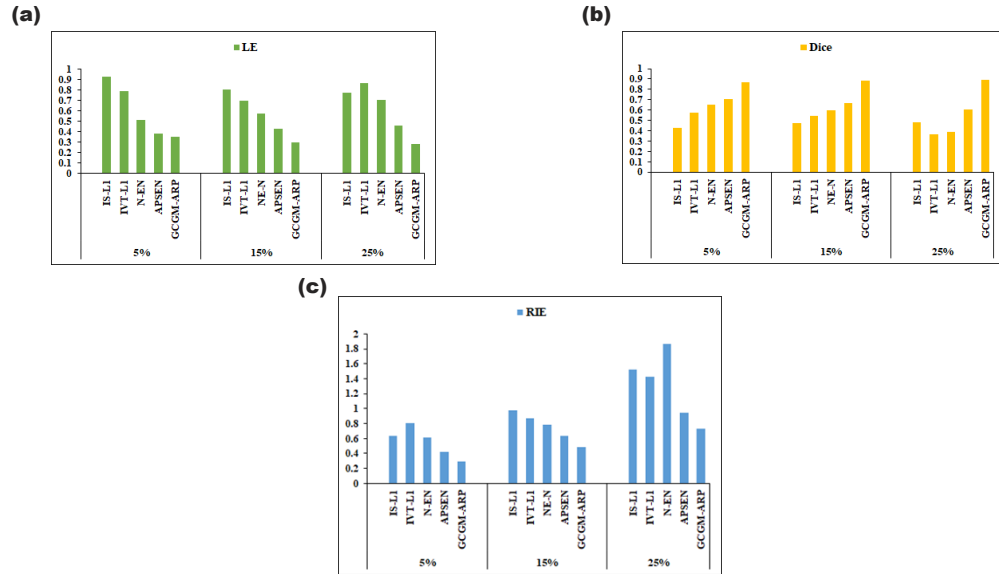 (a)
LE
1
0.9
0.8
0.7
0.6
0.5
0.4
0.3
0.2
0.1
0
IS-L1
IVT-L1
N-EN
APSEN
GCGM-ARP
IS-L1
IVT-L1
NE-N
APSEN
GCGM-ARP
IS-L1
IVT-L1
N-EN
APSEN
GCGM-ARP
5% 15% 25%
(b)
Dice
1
0.9
0.8
0.7
0.6
0.5
0.4
0.3
0.2
0.1
0
IS-L1
IVT-L1
N-EN
APSEN
GCGM-ARP
IS-L1
IVT-L1
NE-N
APSEN
GCGM-ARP
IS-L1
IVT-L1
N-EN
APSEN
GCGM-ARP
5% 15% 25%
(c)
RIE
2
1.8
1.6
1.4
1.2
1
0.8
0.6
0.4
0.2
0
IS-L1
IVT-L1
N-EN
APSEN
GCGM-ARP
IS-L1
IVT-L1
NE-N
APSEN
GCGM-ARP
IS-L1
IVT-L1
N-EN
APSEN
GCGM-ARP
5% 15% 25%